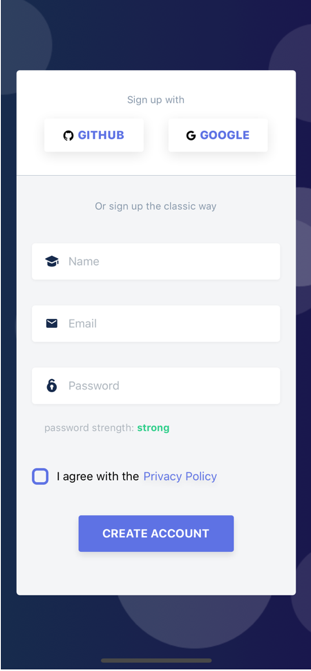 Sign up with
GITHUB
GOOGLE
Or sign up the classic way
Name
Email
Password
password strength: strong
I agree with the Privacy Policy
CREATE ACCOUNT